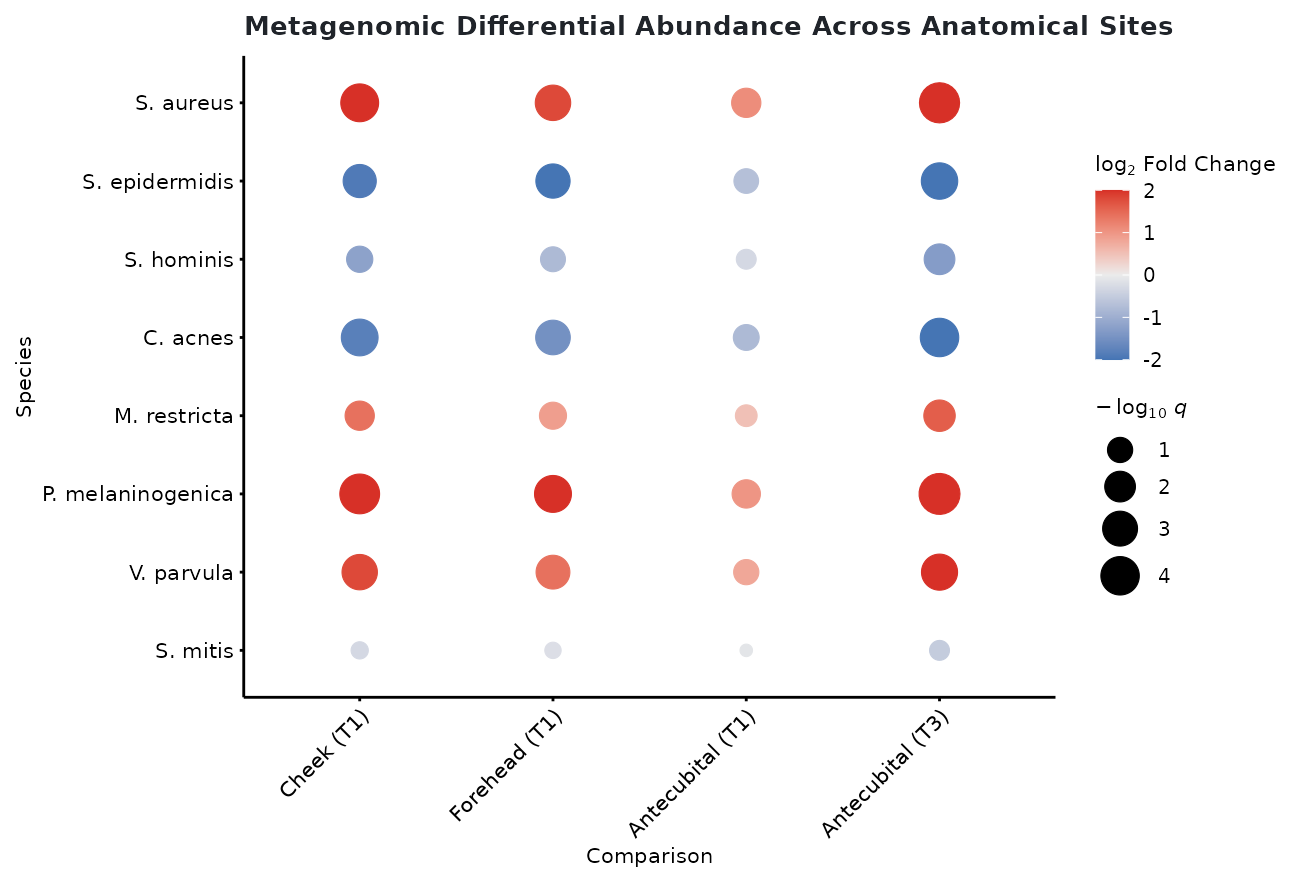 Metagenomic Differential Abundance Across Anatomical Sites
Species
S. aureus
S. epidermidis
S. hominis
C. acnes
M. restricta
P. melaninogenica
V. parvula
S. mitis
Cheek (T1)
Forehead (T1)
Antecubital (T1)
Antecubital (T3)
Comparison
log₂ Fold Change
2
1
0
-1
-2
−log₁₀ q
1
2
3
4